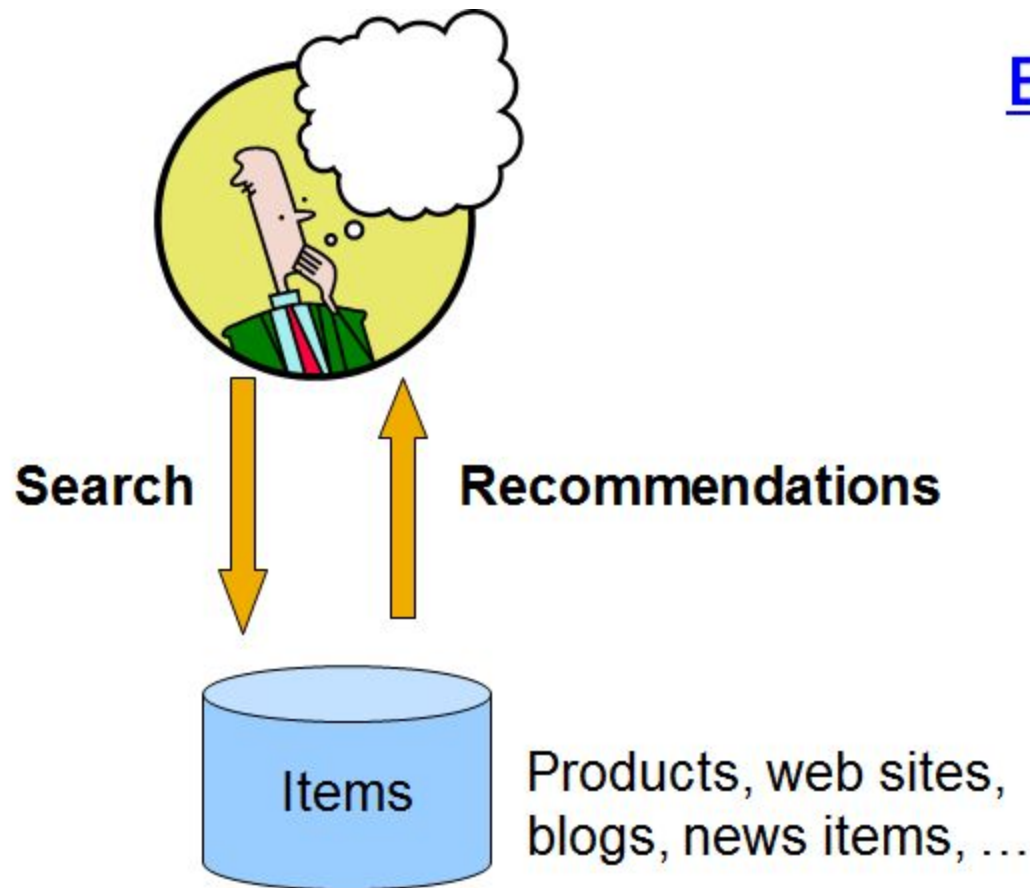 Search
Recommendations
Items
Products, web sites,
blogs, news items, …